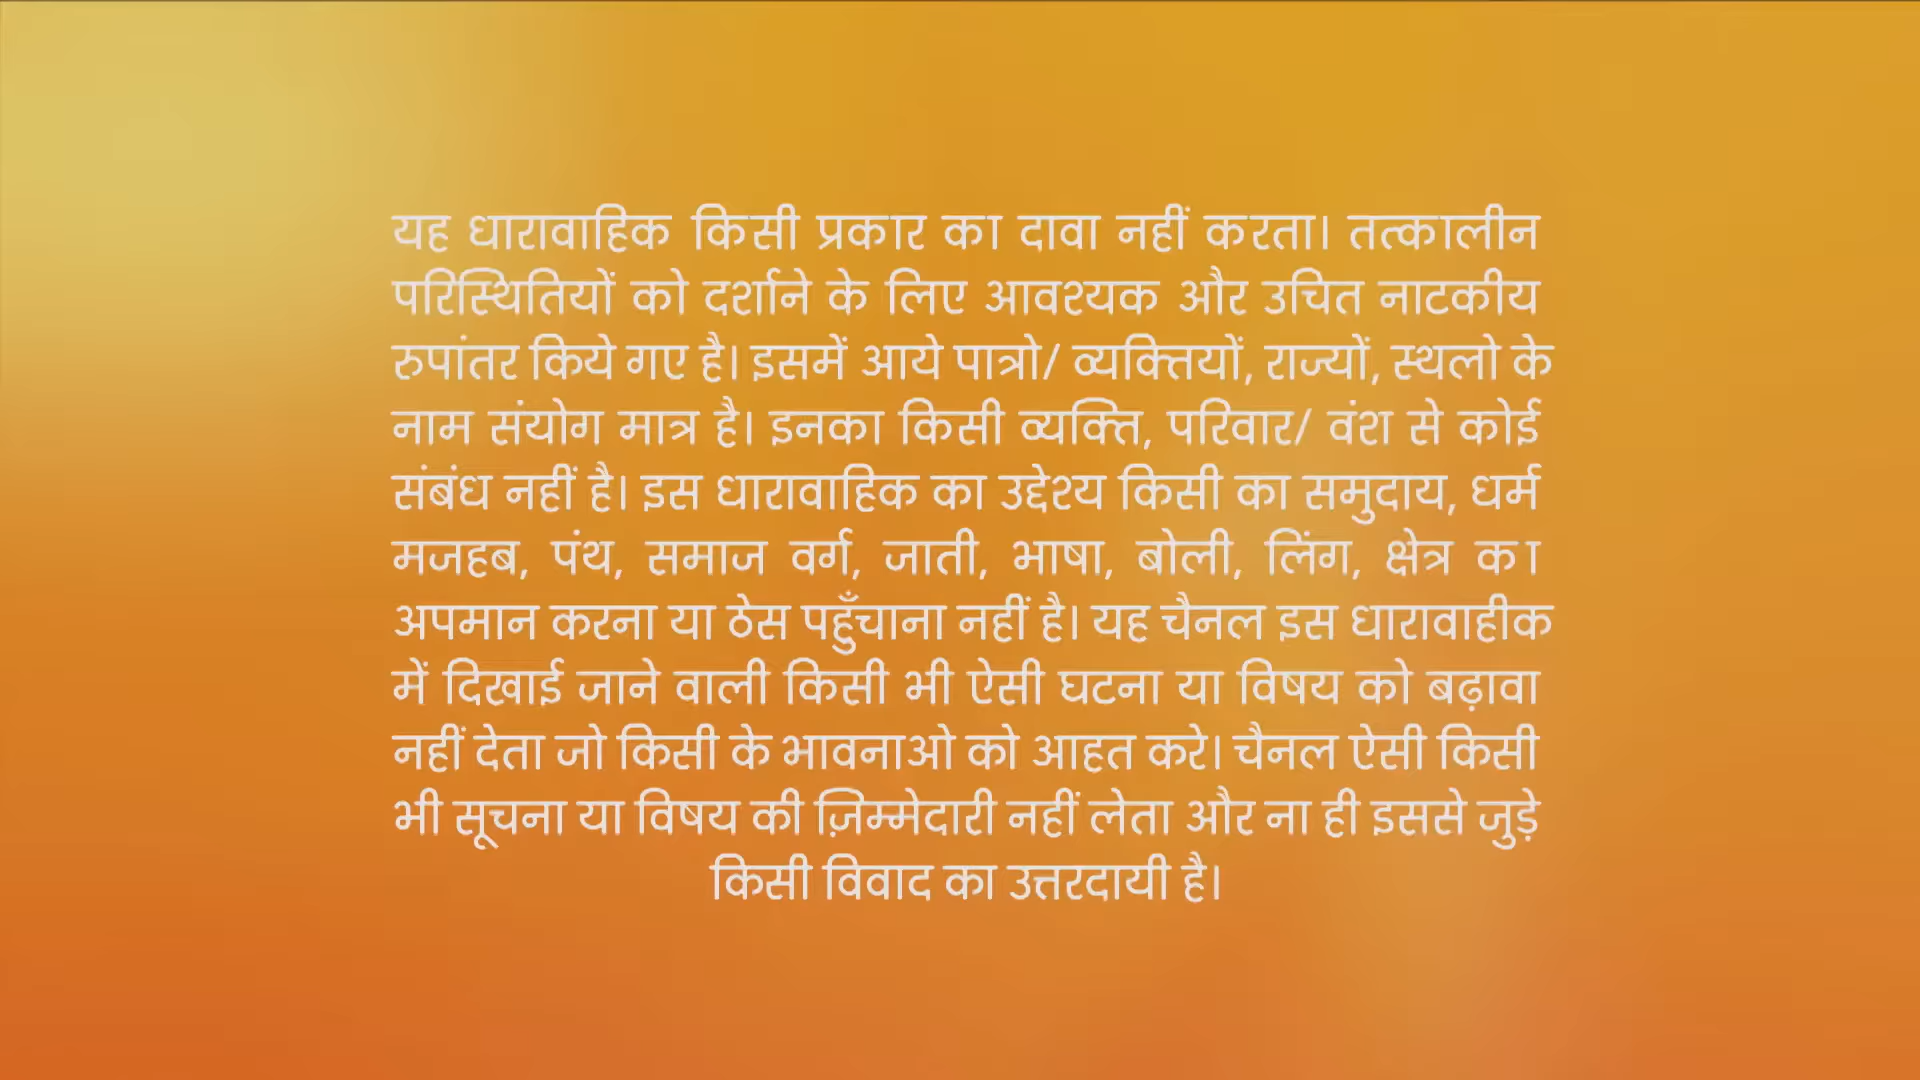 यह धारावाहिक किसी प्रकार का दावा नहीं करता। तत्कालीन
परिस्थितियों को दर्शाने के लिए आवश्यक और उचित नाटकीय
रुपांतर किये गए है। इसमें आये पात्रो/ व्यक्तियों, राज्यों, स्थलो के
नाम संयोग मात्र है। इनका किसी व्यक्ति, परिवार/ वंश से कोई
संबंध नहीं है। इस धारावाहिक का उद्देश्य किसी का समुदाय, धर्म
मजहब, पंथ, समाज वर्ग, जाती, भाषा, बोली, लिंग, क्षेत्र का
अपमान करना या ठेस पहुँचाना नहीं है। यह चैनल इस धारावाहीक
में दिखाई जाने वाली किसी भी ऐसी घटना या विषय को बढ़ावा
नहीं देता जो किसी के भावनाओ को आहत करे। चैनल ऐसी किसी
भी सूचना या विषय की ज़िम्मेदारी नहीं लेता और ना ही इससे जुड़े
किसी विवाद का उत्तरदायी है।